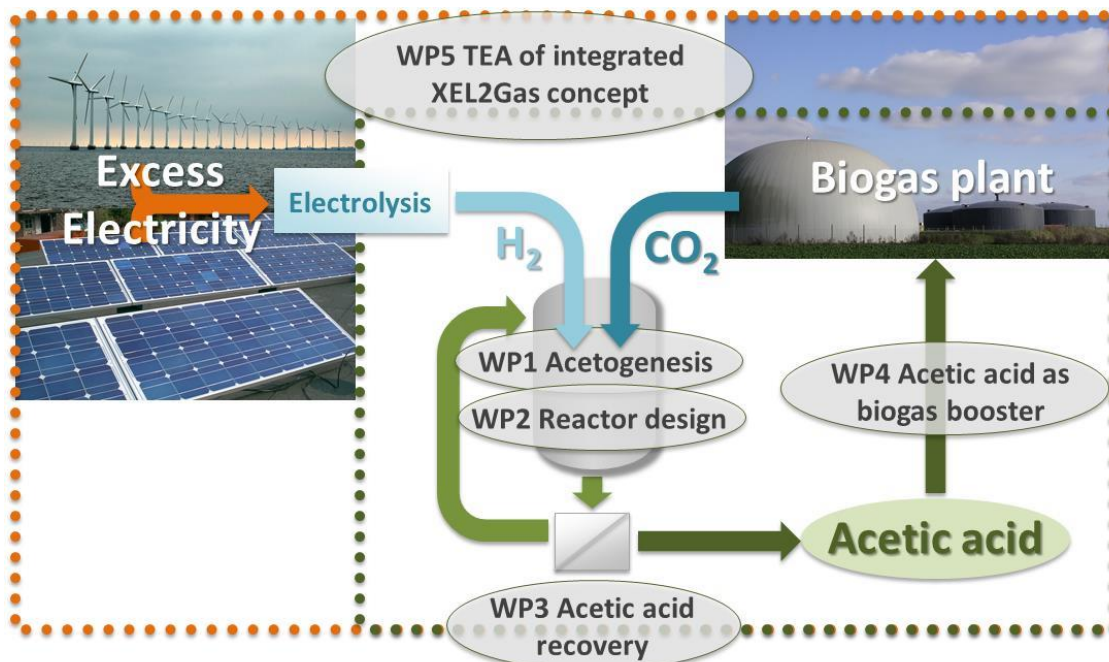 WP5 TEA of integrated
XEL2Gas concept
Excess
Electricity
Electrolysis
H2
CO2
Biogas plant
WP1 Acetogenesis
WP2 Reactor design
WP4 Acetic acid as
biogas booster
Acetic acid
WP3 Acetic acid
recovery